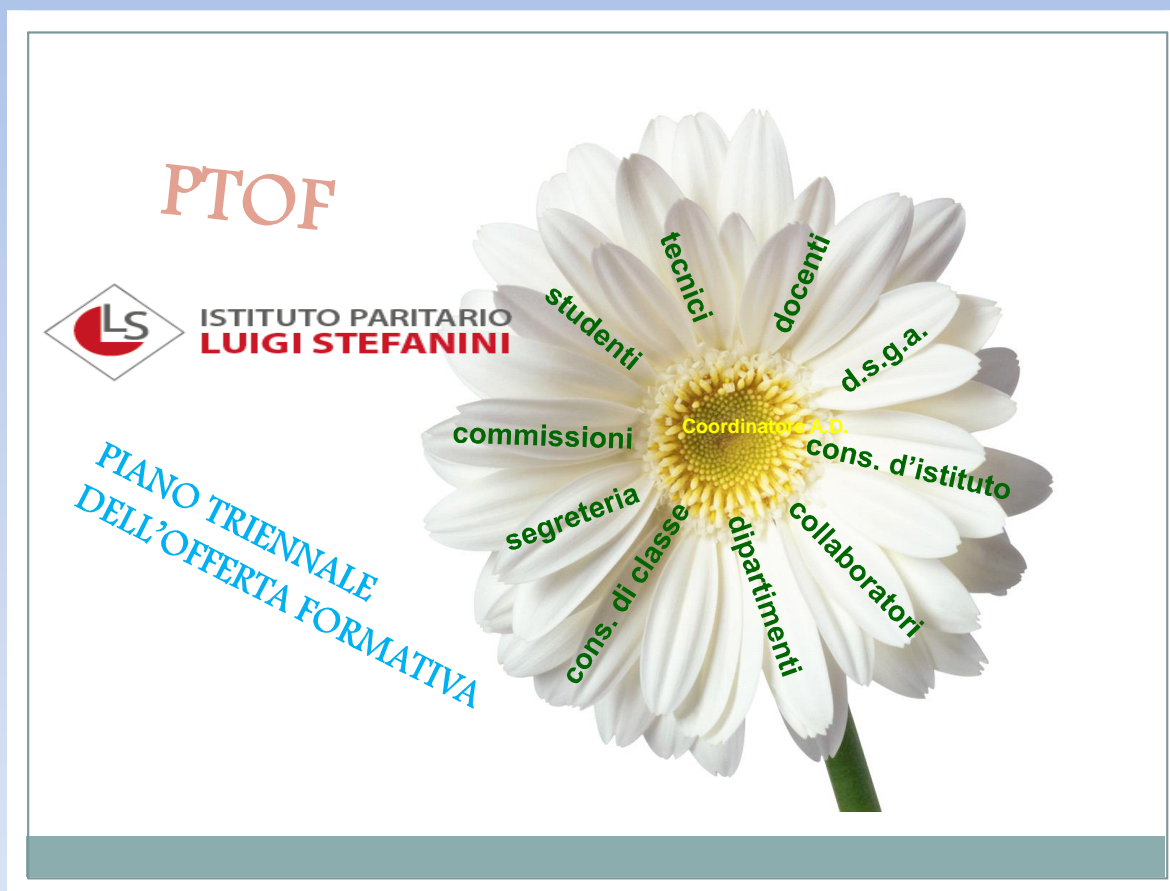 PTOF
LS
ISTITUTO PARITARIO
LUIGI STEFANINI
PIANO TRIENNALE
DELL'OFFERTA FORMATIVA
tecnici
docenti
studenti
d.s.g.a.
commissioni
Coordinatore A.D.
cons. d'istituto
segreteria
cons. di classe
dipartimenti
collaboratori